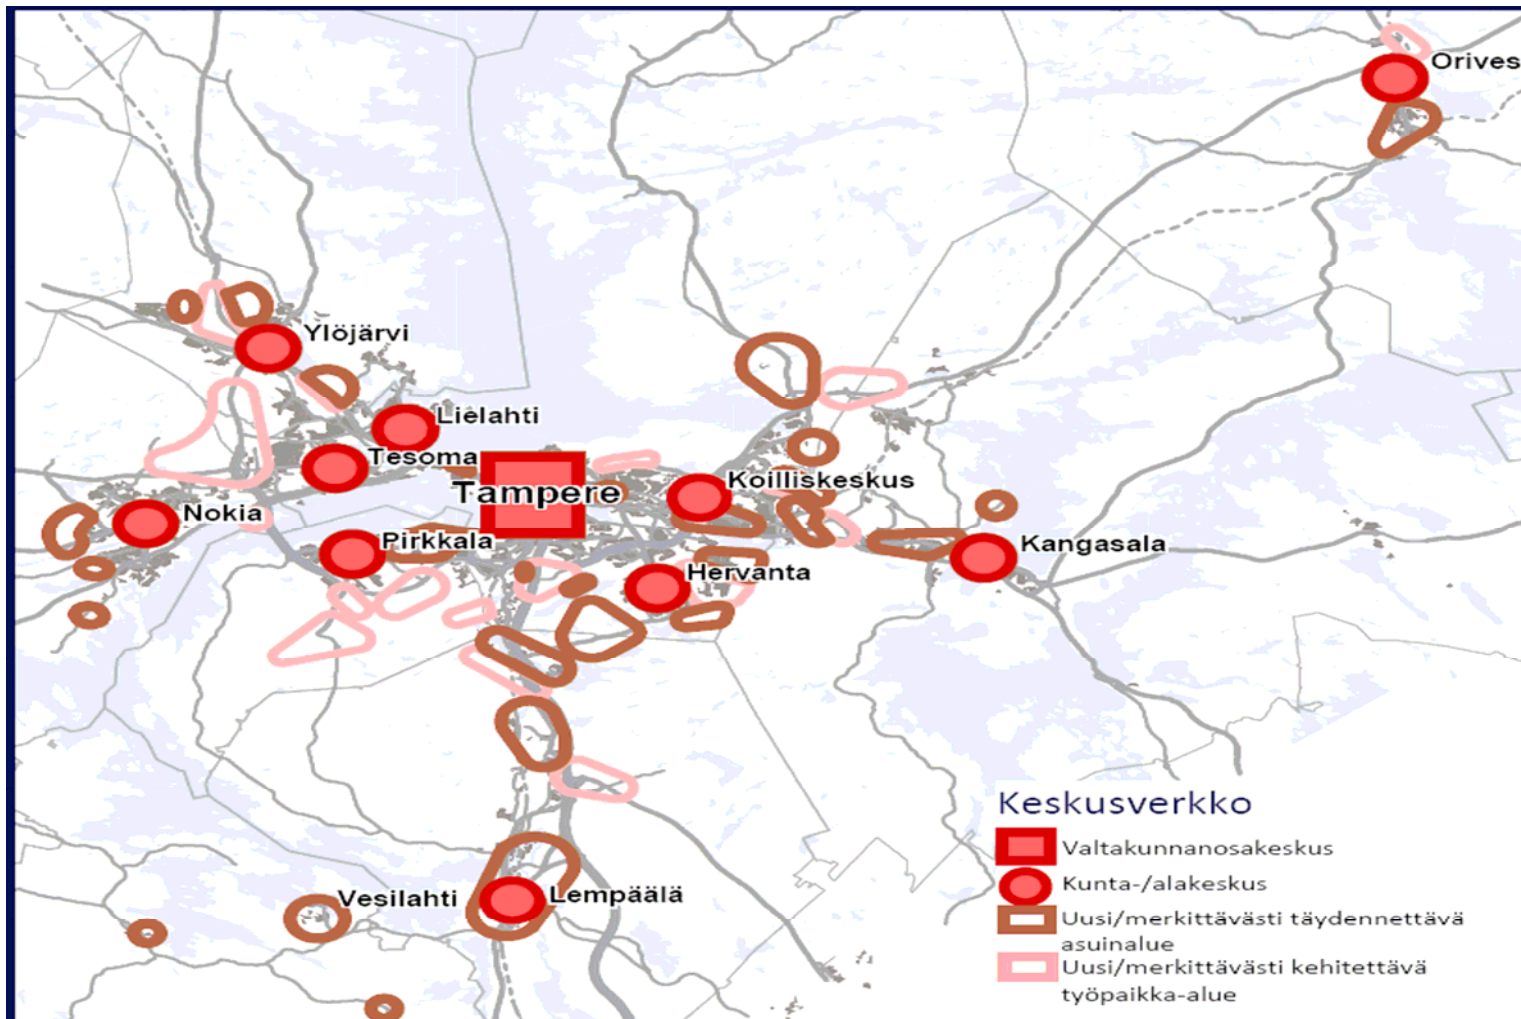 Orives
Ylöjärvi
Lielahti
Tesoma
Tampere
Koilliskeskus
Nokia
Pirkkala
Kangasala
Hervanta
Vesilahti
Lempäälä
Keskusverkko
Valtakunnanosakeskus
Kunta-/alakeskus
Uusi/merkittävästi täydennettävä
asuinalue
Uusi/merkittävästi kehitettävä
työpaikka-alue